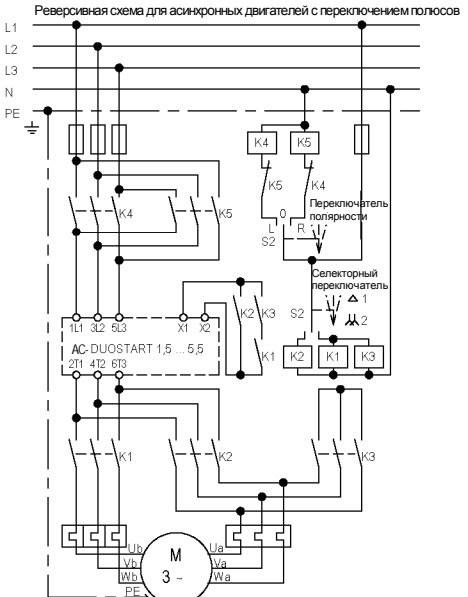 Реверсивная схема для асинхронных двигателей с переключением полюсов
L1
L2
L3
N
PE
K4 K5
K5 K4
K4 K5
Переключатель
полярности
0
L R
S2
Селекторный
переключатель
S2 1
2
1L1 3L2 5L3 X1 X2
K2 K3
K1
AC- DUOSTART 1,5 ... 5,5
2T1 4T2 6T3
K2 K1 K3
K1 K2 K3
Ub Ua
Vb Va
Wb Wa
M
3 ~
PE